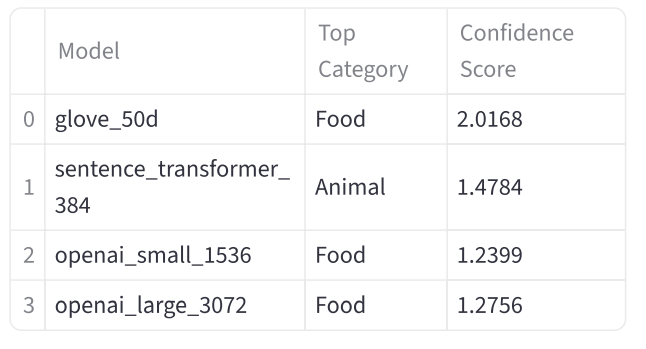 Model Top Category Confidence Score
0 glove_50d Food 2.0168
1 sentence_transformer_384 Animal 1.4784
2 openai_small_1536 Food 1.2399
3 openai_large_3072 Food 1.2756